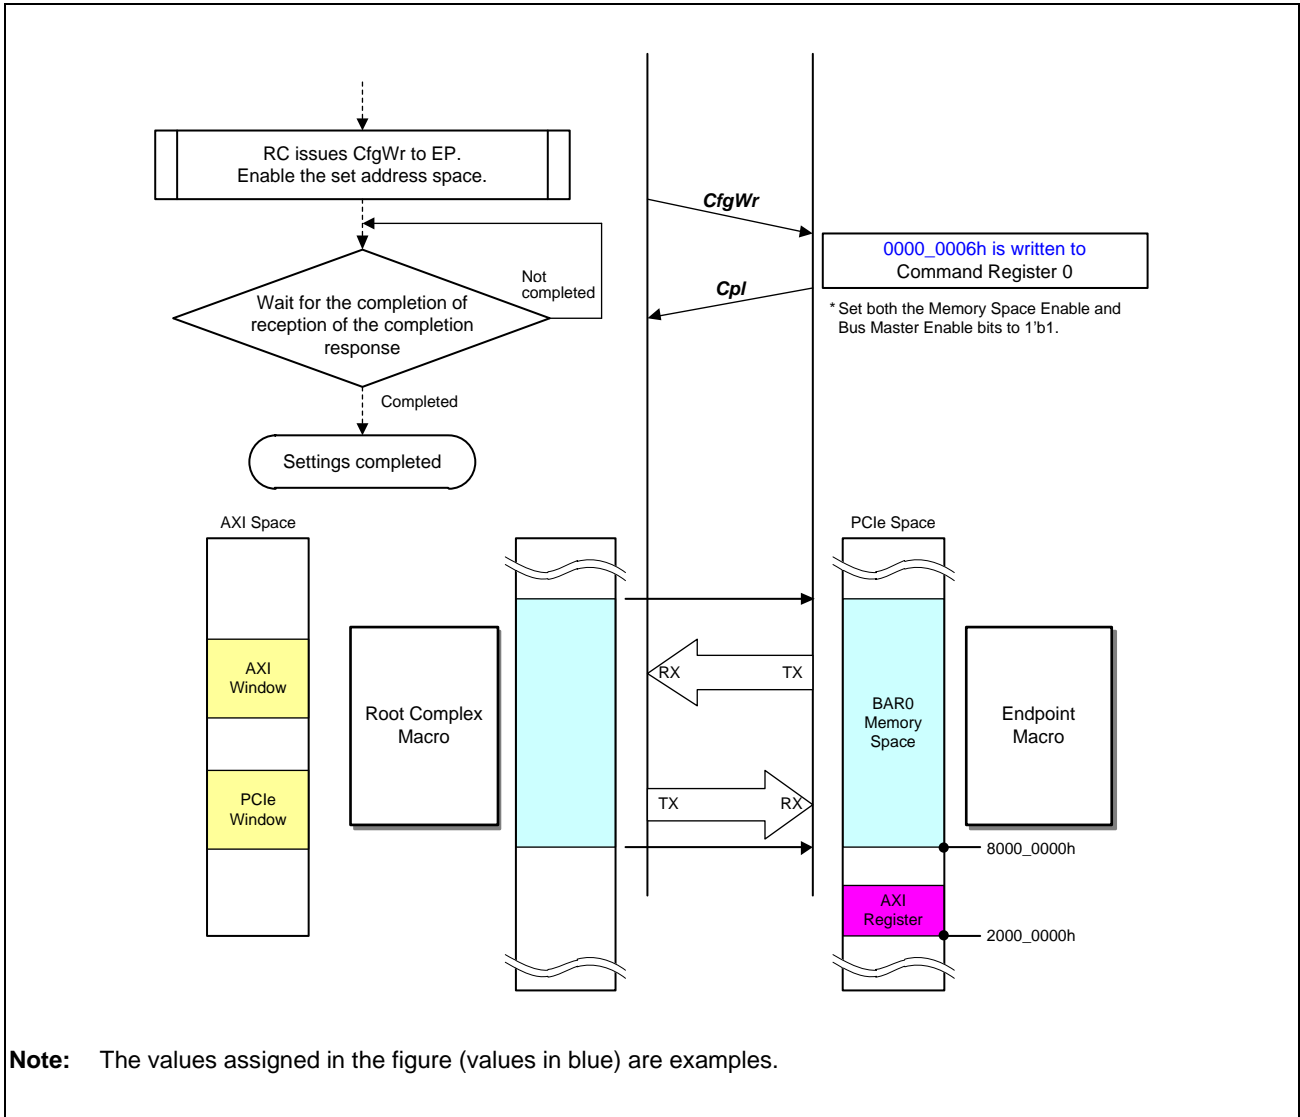 RC issues CfgWr to EP.
Enable the set address space.
CfgWr
0000_0006h is written to
Command Register 0
Not
completed
Wait for the completion of
reception of the completion
response
Cpl
* Set both the Memory Space Enable and
Bus Master Enable bits to 1'b1.
Completed
Settings completed
AXI Space
PCIe Space
AXI
Window
Root Complex
Macro
RX
TX
BAR0
Memory
Space
Endpoint
Macro
PCIe
Window
TX
RX
8000_0000h
AXI
Register
2000_0000h
Note: The values assigned in the figure (values in blue) are examples.